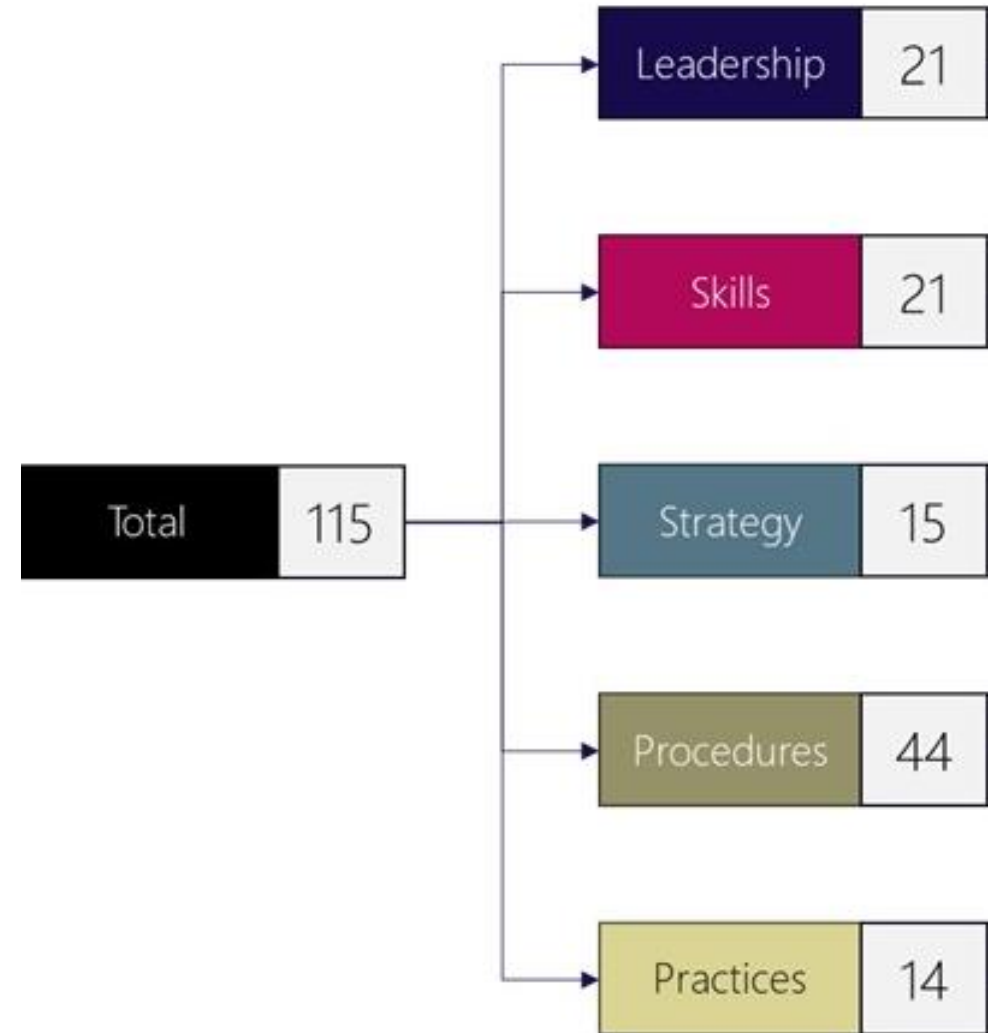 Leadership 21
Skills 21
Total 115
Strategy 15
Procedures 44
Practices 14